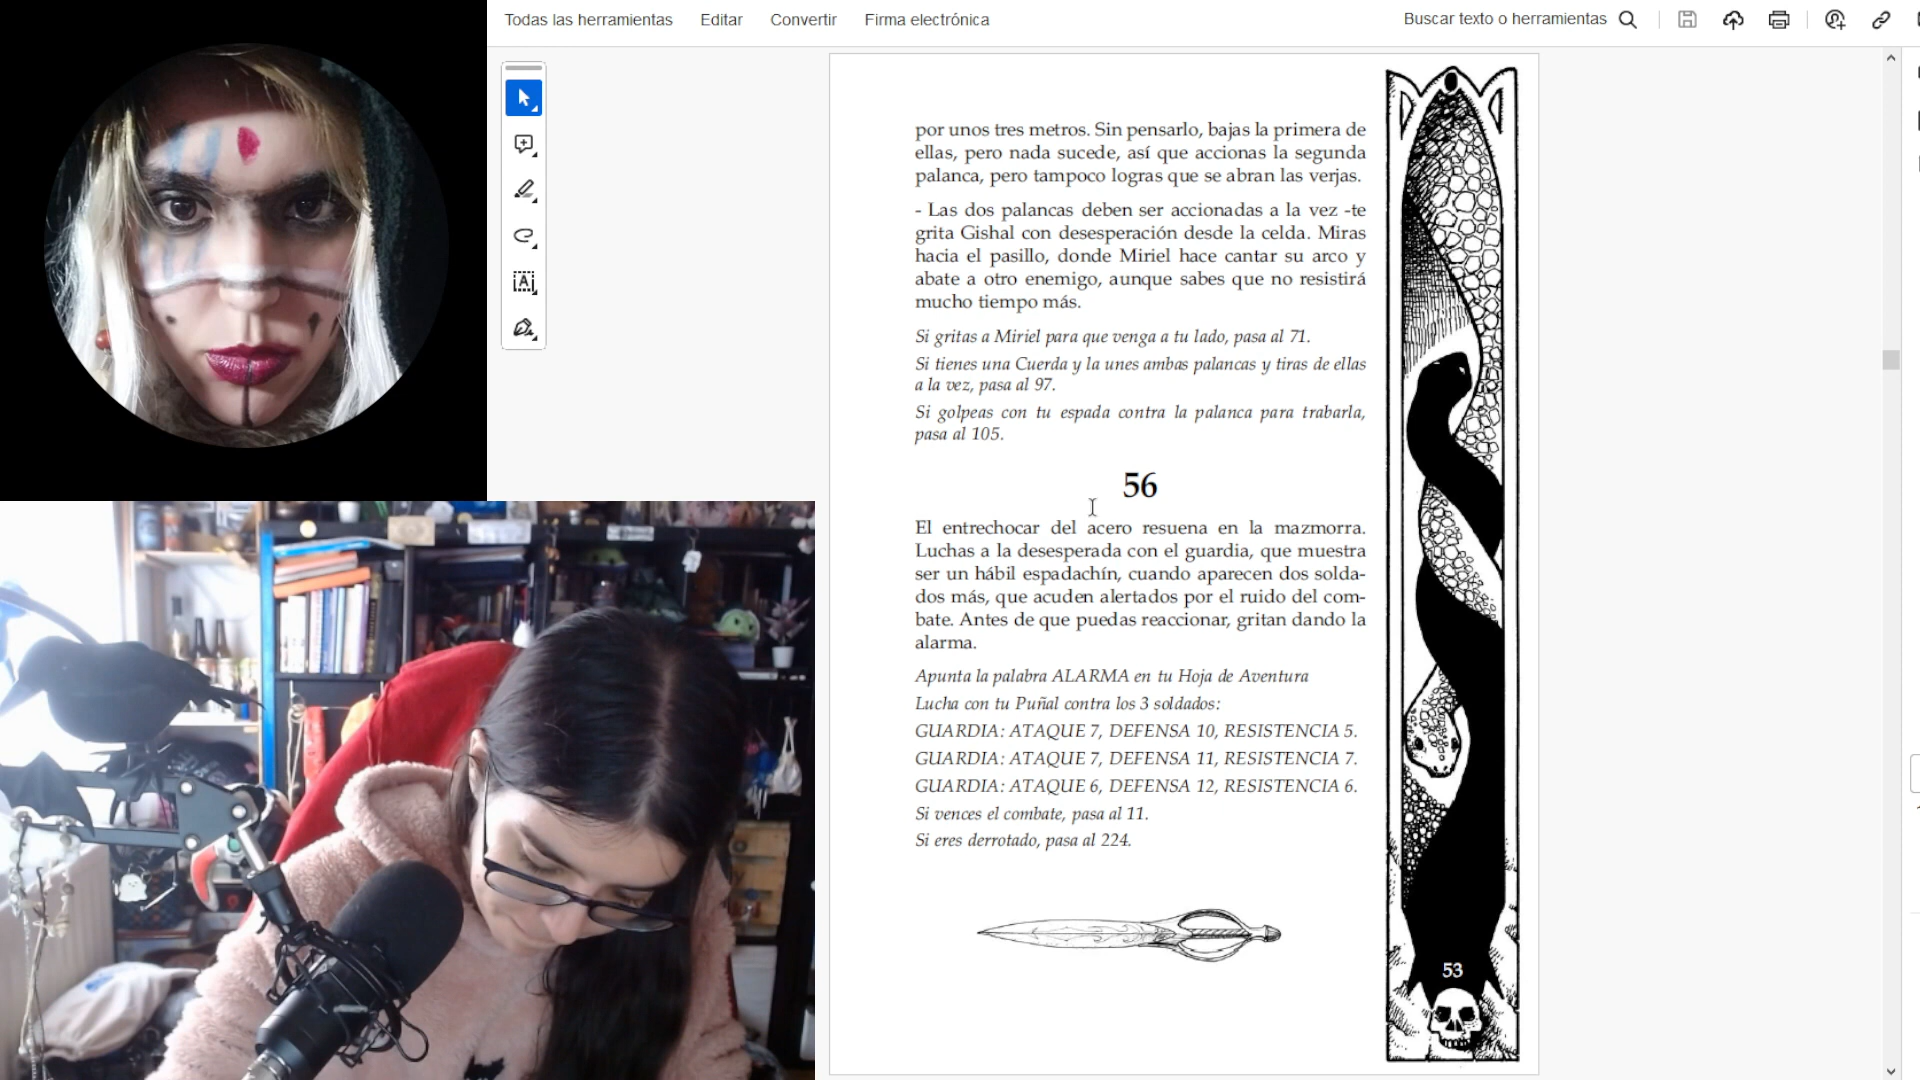 Todas las herramientas
Editar
Convertir
Firma electrónica
Buscar texto o herramientas
por unos tres metros. Sin pensarlo, bajas la primera de
ellas, pero nada sucede, así que accionas la segunda
palanca, pero tampoco logras que se abran las verjas.
- Las dos palancas deben ser accionadas a la vez -te
grita Gishal con desesperación desde la celda. Miras
hacia el pasillo, donde Miriel hace cantar su arco y
abate a otro enemigo, aunque sabes que no resistirá
mucho tiempo más.
Si gritas a Miriel para que venga a tu lado, pasa al 71.
Si tienes una Cuerda y la unes ambas palancas y tiras de ellas
a la vez, pasa al 97.
Si golpeas con tu espada contra la palanca para trabarla,
pasa al 105.
56
El entrechocar del acero resuena en la mazmorra.
Luchas a la desesperada con el guardia, que muestra
ser un hábil espadachín, cuando aparecen dos solda-
dos más, que acuden alertados por el ruido del com-
bate. Antes de que puedas reaccionar, gritan dando la
alarma.
Apunta la palabra ALARMA en tu Hoja de Aventura
Lucha con tu Puñal contra los 3 soldados:
GUARDIA: ATAQUE 7, DEFENSA 10, RESISTENCIA 5.
GUARDIA: ATAQUE 7, DEFENSA 11, RESISTENCIA 7.
GUARDIA: ATAQUE 6, DEFENSA 12, RESISTENCIA 6.
Si vences el combate, pasa al 11.
Si eres derrotado, pasa al 224.
53